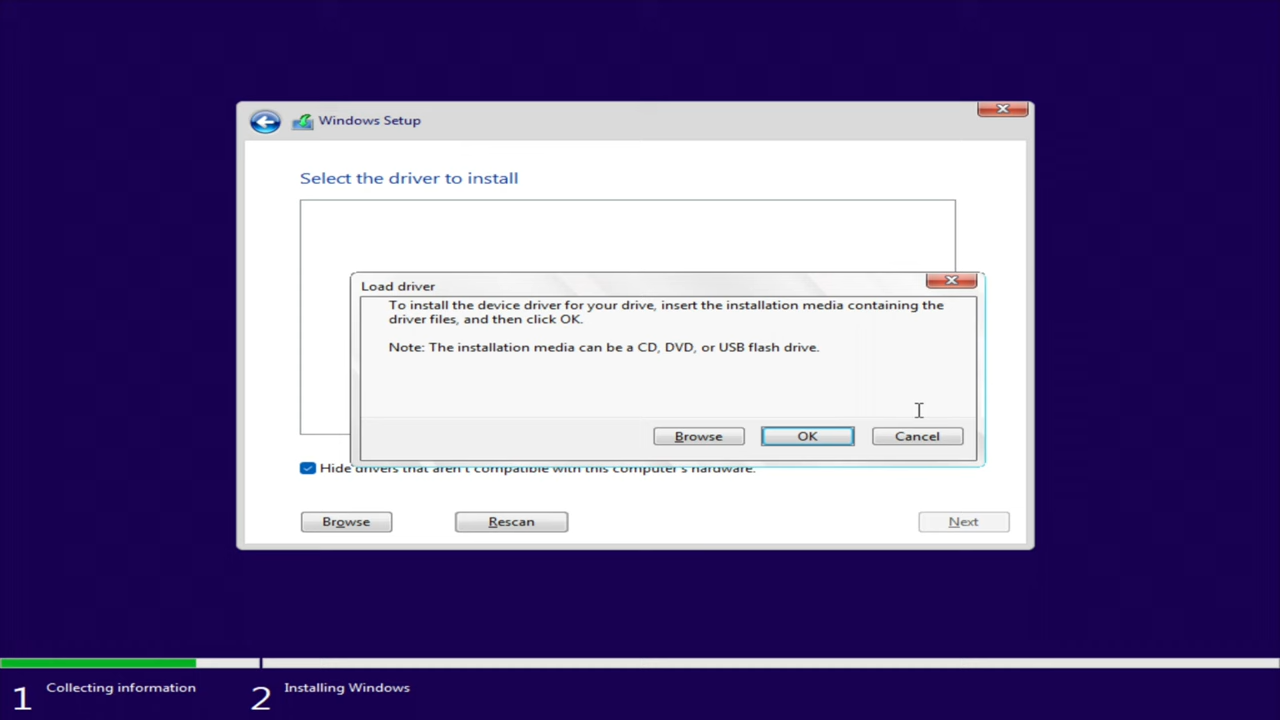 Windows Setup
Select the driver to install
Load driver
To install the device driver for your drive, insert the installation media containing the
driver files, and then click OK.
Note: The installation media can be a CD, DVD, or USB flash drive.
Browse OK Cancel
Hide drivers that aren't compatible with this computer's hardware.
Browse Rescan Next
1 Collecting information 2 Installing Windows